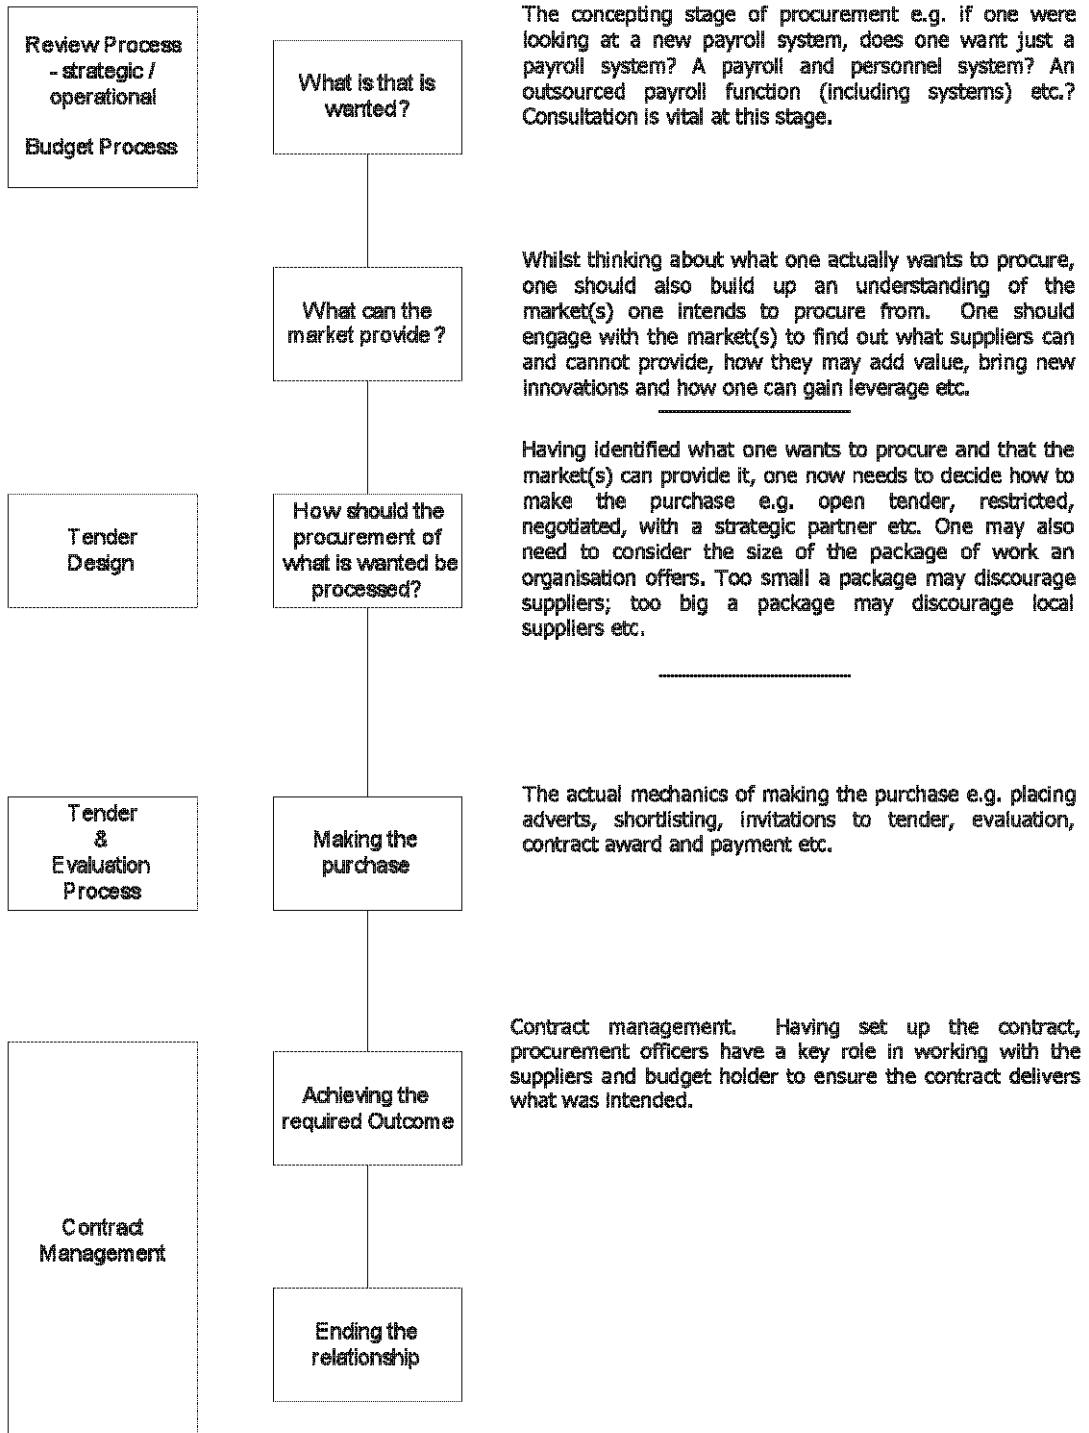 Review Process
- strategic /
operational
Budget Process
What is that is
wanted?
The concepting stage of procurement e.g. if one were
looking at a new payroll system, does one want just a
payroll system? A payroll and personnel system? An
outsourced payroll function (including systems) etc.?
Consultation is vital at this stage.
What can the
market provide ?
Whilst thinking about what one actually wants to procure,
one should also build up an understanding of the
market(s) one intends to procure from. One should
engage with the market(s) to find out what suppliers can
and cannot provide, how they may add value, bring new
innovations and how one can gain leverage etc.
Tender
Design
How should the
procurement of
what is wanted be
processed?
Having identified what one wants to procure and that the
market(s) can provide it, one now needs to decide how to
make the purchase e.g. open tender, restricted,
negotiated, with a strategic partner etc. One may also
need to consider the size of the package of work an
organisation offers. Too small a package may discourage
suppliers; too big a package may discourage local
suppliers etc.
Tender
&
Evaluation
Process
Making the
purchase
The actual mechanics of making the purchase e.g. placing
adverts, shortlisting, invitations to tender, evaluation,
contract award and payment etc.
Contract
Management
Achieving the
required Outcome
Contract management. Having set up the contract,
procurement officers have a key role in working with the
suppliers and budget holder to ensure the contract delivers
what was intended.
Ending the
relationship